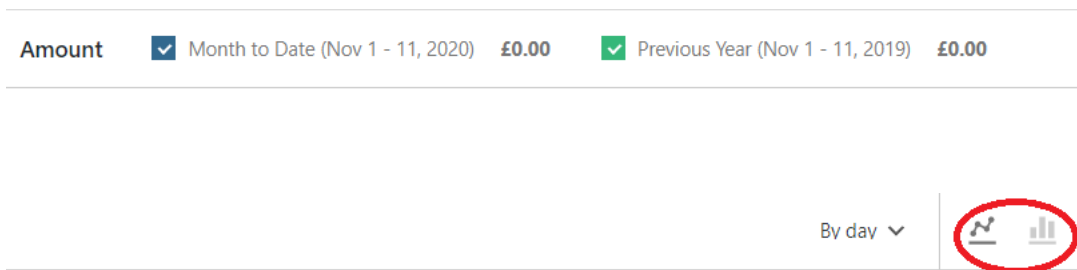 Amount Month to Date (Nov 1 - 11, 2020) £0.00 Previous Year (Nov 1 - 11, 2019) £0.00
By day